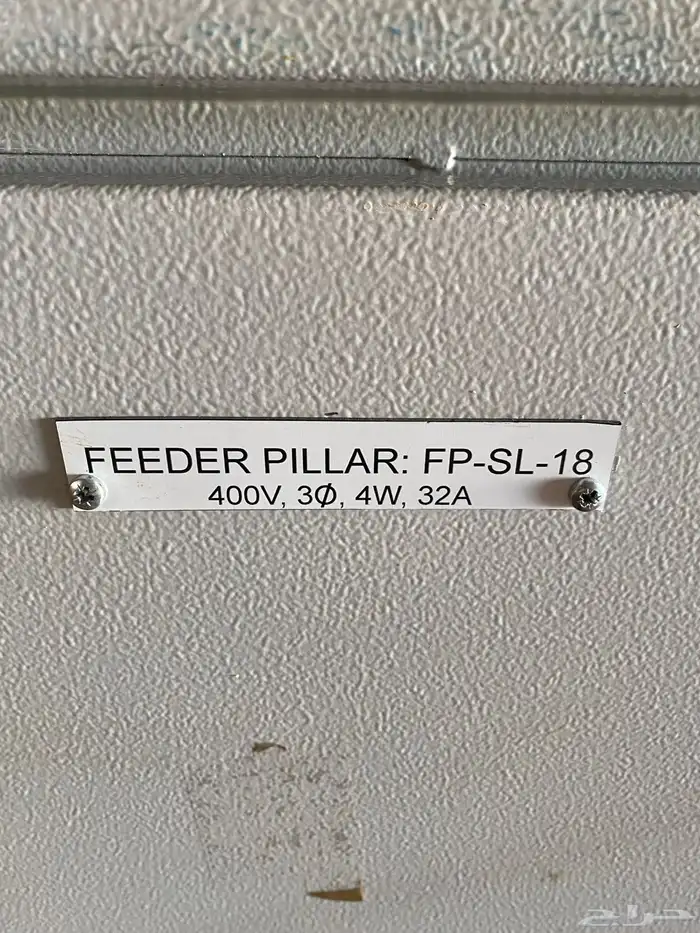 FEEDER PILLAR: FP-SL-18
400V, 3Ø, 4W, 32A
حراج